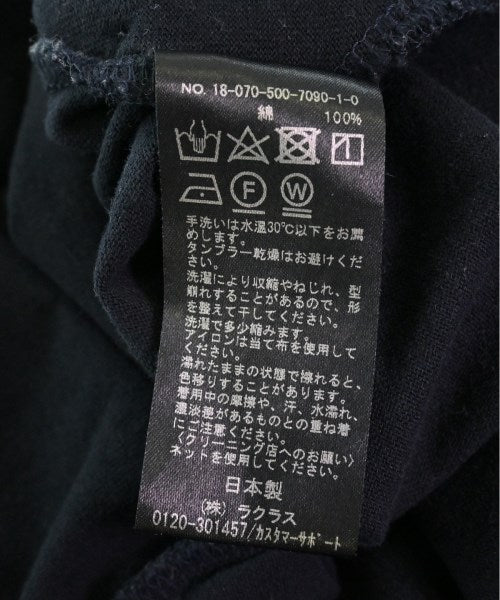 NO. 18-070-500-7090-1-0
綿 100%
F W
手洗いは水温30℃以下をお薦
めします。
タンブラー乾燥はお避けくだ
さい。
洗濯により収縮やねじれ、型
崩れすることがあるので、形
を整えて干してください。
洗濯で多少縮みます。
アイロンは当て布を使用して
ください。
濡れたままの状態で擦れると、
色移りすることがあります。
着用中の摩擦や、汗、水濡れ、
濃淡差があるものとの重ね着
にご注意ください。
〈クリーニング店へのお願い〉
ネットを使用してください。
日本製
(株) ラクラス
0120-301457/カスタマーサポート